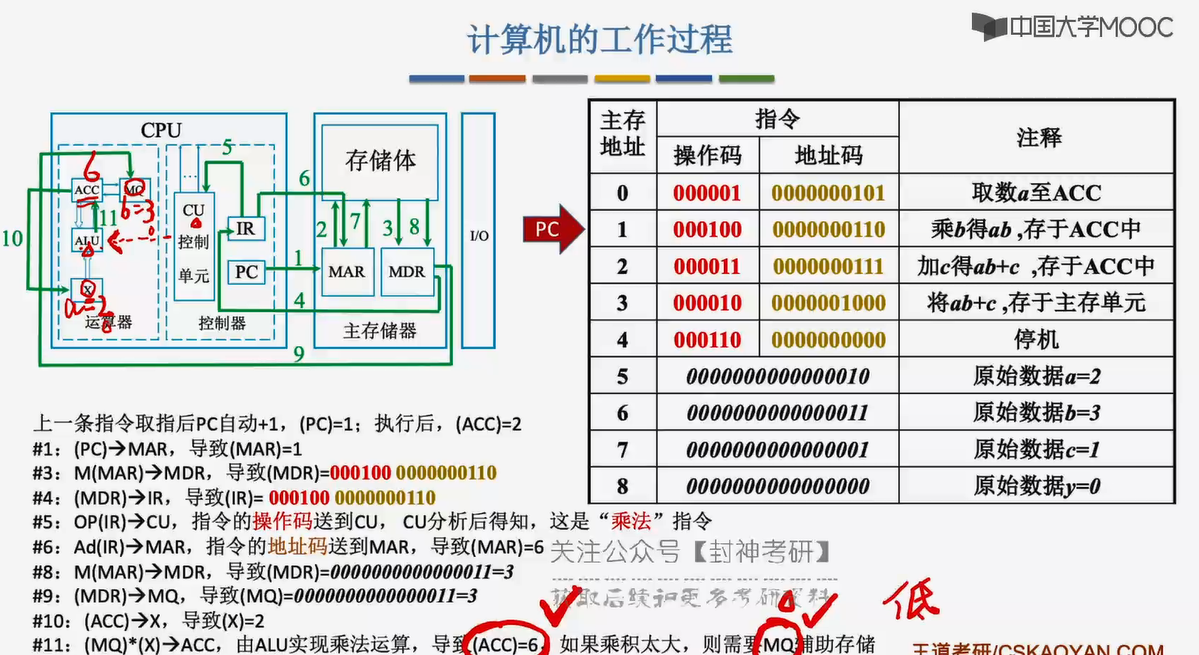 中国大学MOOC
计算机的工作过程
CPU
ACC
MQ
ALU
X
运算器
CU
控制
单元
IR
PC
控制器
存储体
MAR
MDR
主存储器
I/O
1
2
3
4
5
6
7
8
9
10
11
6
b=3
a=2
PC
主存地址 指令 注释
操作码 地址码
0 000001 0000000101 取数a至ACC
1 000100 0000000110 乘b得ab ,存于ACC中
2 000011 0000000111 加c得ab+c ,存于ACC中
3 000010 0000001000 将ab+c ,存于主存单元
4 000110 0000000000 停机
5 0000000000000010 原始数据a=2
6 0000000000000011 原始数据b=3
7 0000000000000001 原始数据c=1
8 0000000000000000 原始数据y=0
上一条指令取指后PC自动+1，(PC)=1；执行后，(ACC)=2
#1：(PC)→MAR，导致(MAR)=1
#3：M(MAR)→MDR，导致(MDR)=000100 0000000110
#4：(MDR)→IR，导致(IR)= 000100 0000000110
#5：OP(IR)→CU，指令的操作码送到CU， CU分析后得知，这是“乘法”指令
#6：Ad(IR)→MAR，指令的地址码送到MAR，导致(MAR)=6
#8：M(MAR)→MDR，导致(MDR)=0000000000000011=3
#9：(MDR)→MQ，导致(MQ)=0000000000000011=3
#10：(ACC)→X，导致(X)=2
#11：(MQ)*(X)→ACC，由ALU实现乘法运算，导致(ACC)=6，如果乘积太大，则需要MQ辅助存储
关注公众号【封神考研】
获取后续和更多考研资料
低
王道考研/CSKAOYAN.COM